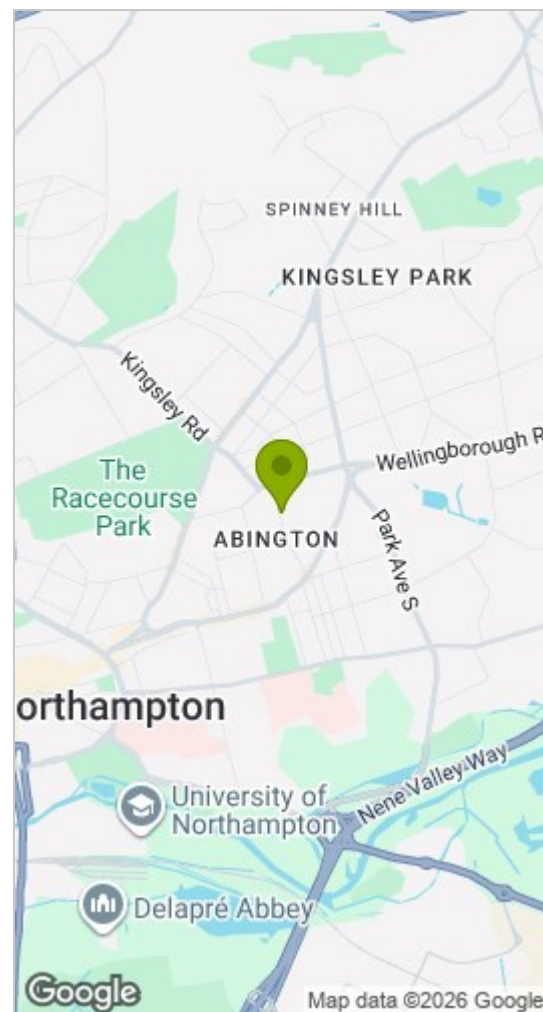 SPINNEY HILL
KINGSLEY PARK
Kingsley Rd
Wellingborough R
The
Racecourse
Park
ABINGTON
Park Ave S
orthampton
Nene Valley Way
University of
Northampton
Delapré Abbey
Google
Map data ©2026 Google